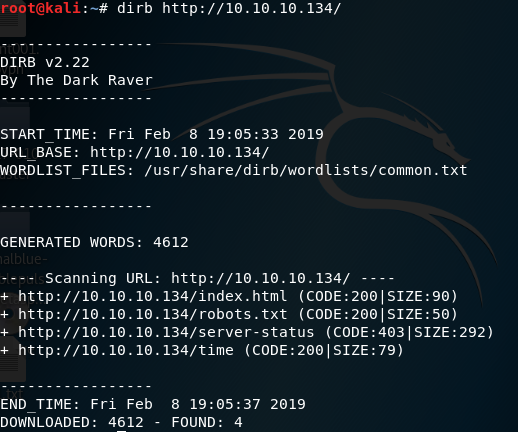 root@kali:~# dirb http://10.10.10.134/
-----------------
DIRB v2.22
By The Dark Raver
-----------------
START_TIME: Fri Feb  8 19:05:33 2019
URL_BASE: http://10.10.10.134/
WORDLIST_FILES: /usr/share/dirb/wordlists/common.txt
-----------------
GENERATED WORDS: 4612
---- Scanning URL: http://10.10.10.134/ ----
+ http://10.10.10.134/index.html (CODE:200|SIZE:90)
+ http://10.10.10.134/robots.txt (CODE:200|SIZE:50)
+ http://10.10.10.134/server-status (CODE:403|SIZE:292)
+ http://10.10.10.134/time (CODE:200|SIZE:79)
-----------------
END_TIME: Fri Feb  8 19:05:37 2019
DOWNLOADED: 4612 - FOUND: 4